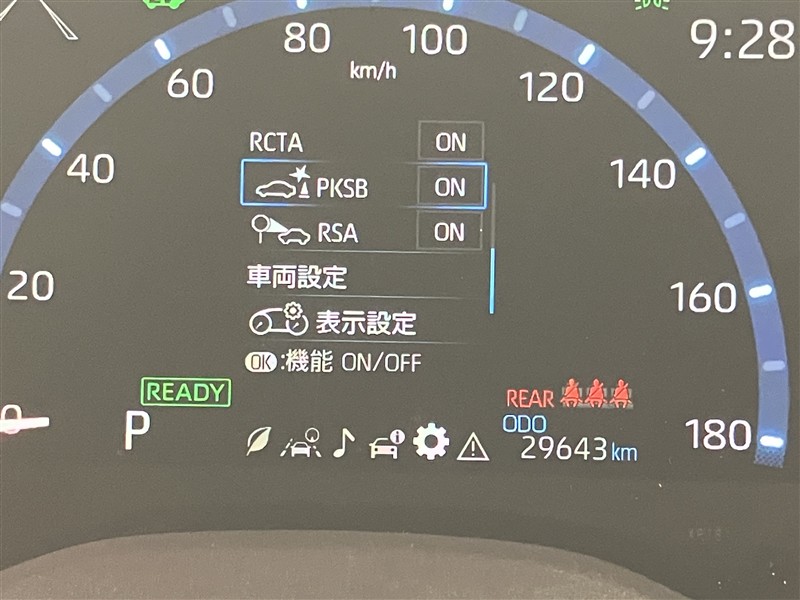 80
100
9:28
60
km/h
120
RCTA ON
40
140
PKSB ON
RSA ON
車両設定
20
160
表示設定
OK:機能 ON/OFF
READY
REAR
0
P
ODO
180
29643 km